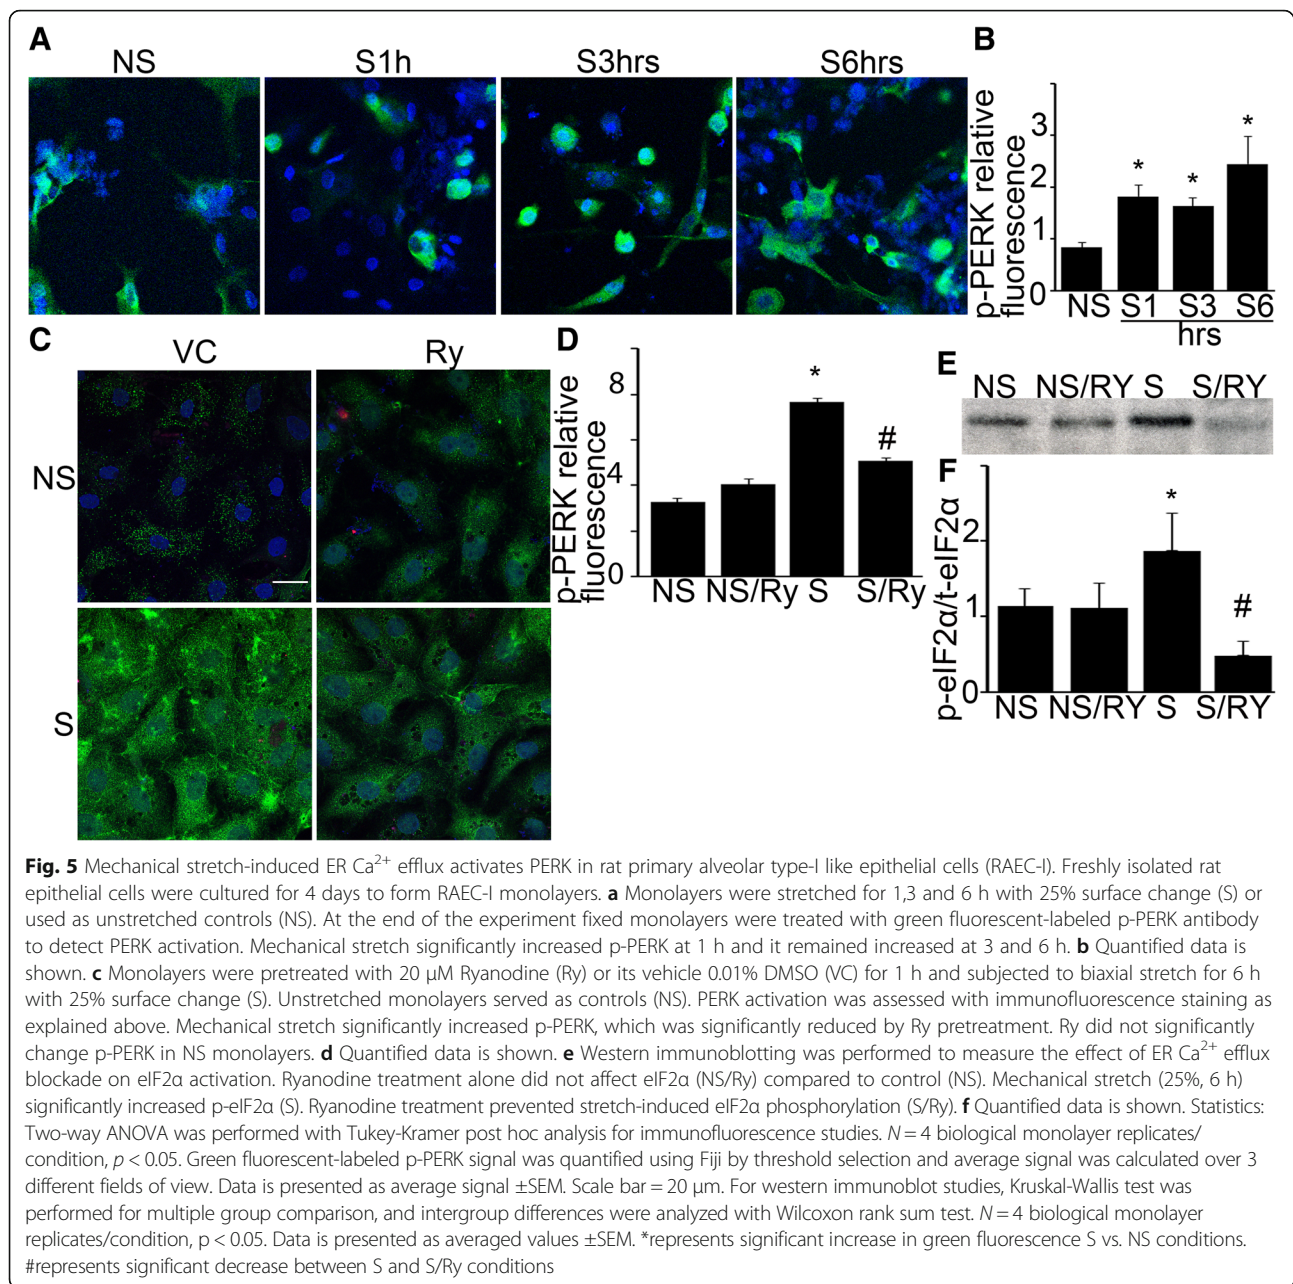 A
NS
S1h
S3hrs
S6hrs
B
p-PERK relative
fluorescence
3
2
1
0
*
*
*
NS
S1
S3
S6
hrs
C
VC
Ry
NS
S
D
p-PERK relative
fluorescence
8
4
0
*
#
NS
NS/Ry
S
S/Ry
E
NS
NS/RY
S
S/RY
F
p-eIF2α/t-eIF2α
2
1
0
*
#
NS
NS/RY
S
S/RY
Fig. 5 Mechanical stretch-induced ER Ca²⁺ efflux activates PERK in rat primary alveolar type-I like epithelial cells (RAEC-I). Freshly isolated rat
epithelial cells were cultured for 4 days to form RAEC-I monolayers. a Monolayers were stretched for 1,3 and 6 h with 25% surface change (S) or
used as unstretched controls (NS). At the end of the experiment fixed monolayers were treated with green fluorescent-labeled p-PERK antibody
to detect PERK activation. Mechanical stretch significantly increased p-PERK at 1 h and it remained increased at 3 and 6 h. b Quantified data is
shown. c Monolayers were pretreated with 20 μM Ryanodine (Ry) or its vehicle 0.01% DMSO (VC) for 1 h and subjected to biaxial stretch for 6 h
with 25% surface change (S). Unstretched monolayers served as controls (NS). PERK activation was assessed with immunofluorescence staining as
explained above. Mechanical stretch significantly increased p-PERK, which was significantly reduced by Ry pretreatment. Ry did not significantly
change p-PERK in NS monolayers. d Quantified data is shown. e Western immunoblotting was performed to measure the effect of ER Ca²⁺ efflux
blockade on eIF2α activation. Ryanodine treatment alone did not affect eIF2α (NS/Ry) compared to control (NS). Mechanical stretch (25%, 6 h)
significantly increased p-eIF2α (S). Ryanodine treatment prevented stretch-induced eIF2α phosphorylation (S/Ry). f Quantified data is shown. Statistics:
Two-way ANOVA was performed with Tukey-Kramer post hoc analysis for immunofluorescence studies. N = 4 biological monolayer replicates/
condition, p < 0.05. Green fluorescent-labeled p-PERK signal was quantified using Fiji by threshold selection and average signal was calculated over 3
different fields of view. Data is presented as average signal ±SEM. Scale bar = 20 μm. For western immunoblot studies, Kruskal-Wallis test was
performed for multiple group comparison, and intergroup differences were analyzed with Wilcoxon rank sum test. N = 4 biological monolayer
replicates/condition, p < 0.05. Data is presented as averaged values ±SEM. *represents significant increase in green fluorescence S vs. NS conditions.
#represents significant decrease between S and S/Ry conditions